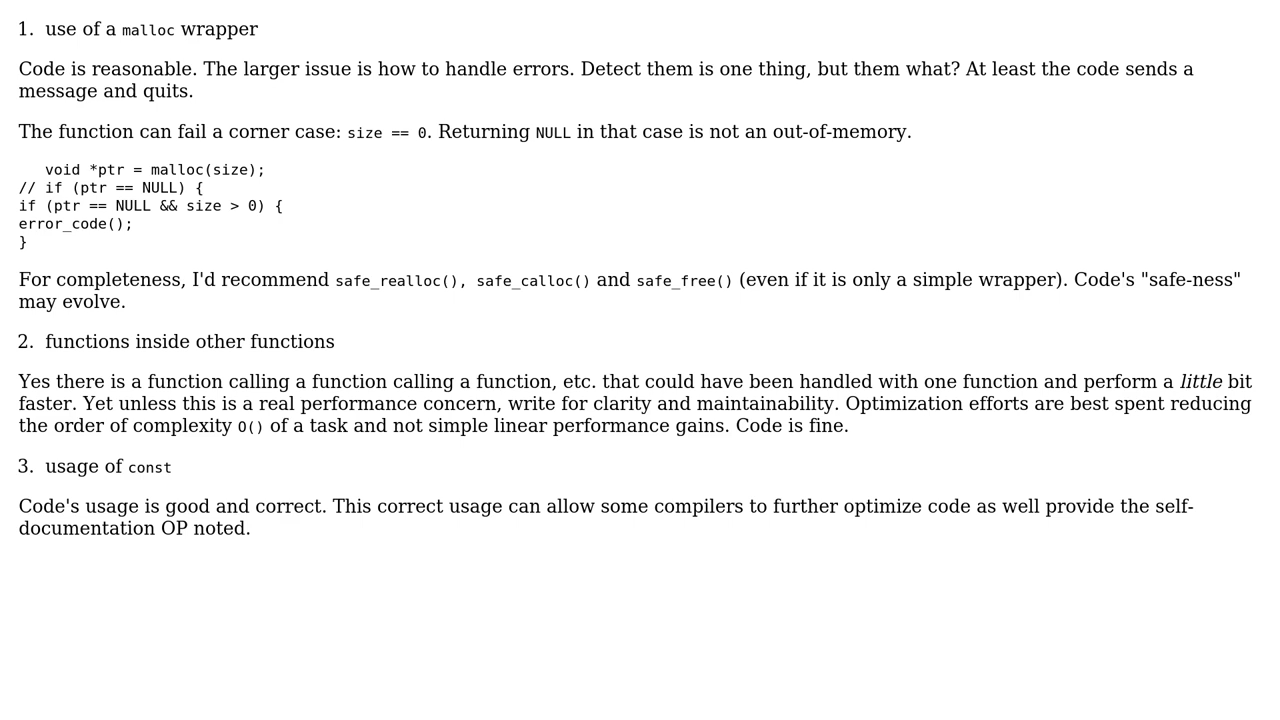 1. use of a malloc wrapper
Code is reasonable. The larger issue is how to handle errors. Detect them is one thing, but them what? At least the code sends a
message and quits.
The function can fail a corner case: size == 0. Returning NULL in that case is not an out-of-memory.
void *ptr = malloc(size);
// if (ptr == NULL) {
if (ptr == NULL && size > 0) {
error_code();
}
For completeness, I'd recommend safe_realloc(), safe_calloc() and safe_free() (even if it is only a simple wrapper). Code's "safe-ness"
may evolve.
2. functions inside other functions
Yes there is a function calling a function calling a function, etc. that could have been handled with one function and perform a little bit
faster. Yet unless this is a real performance concern, write for clarity and maintainability. Optimization efforts are best spent reducing
the order of complexity O() of a task and not simple linear performance gains. Code is fine.
3. usage of const
Code's usage is good and correct. This correct usage can allow some compilers to further optimize code as well provide the self-
documentation OP noted.